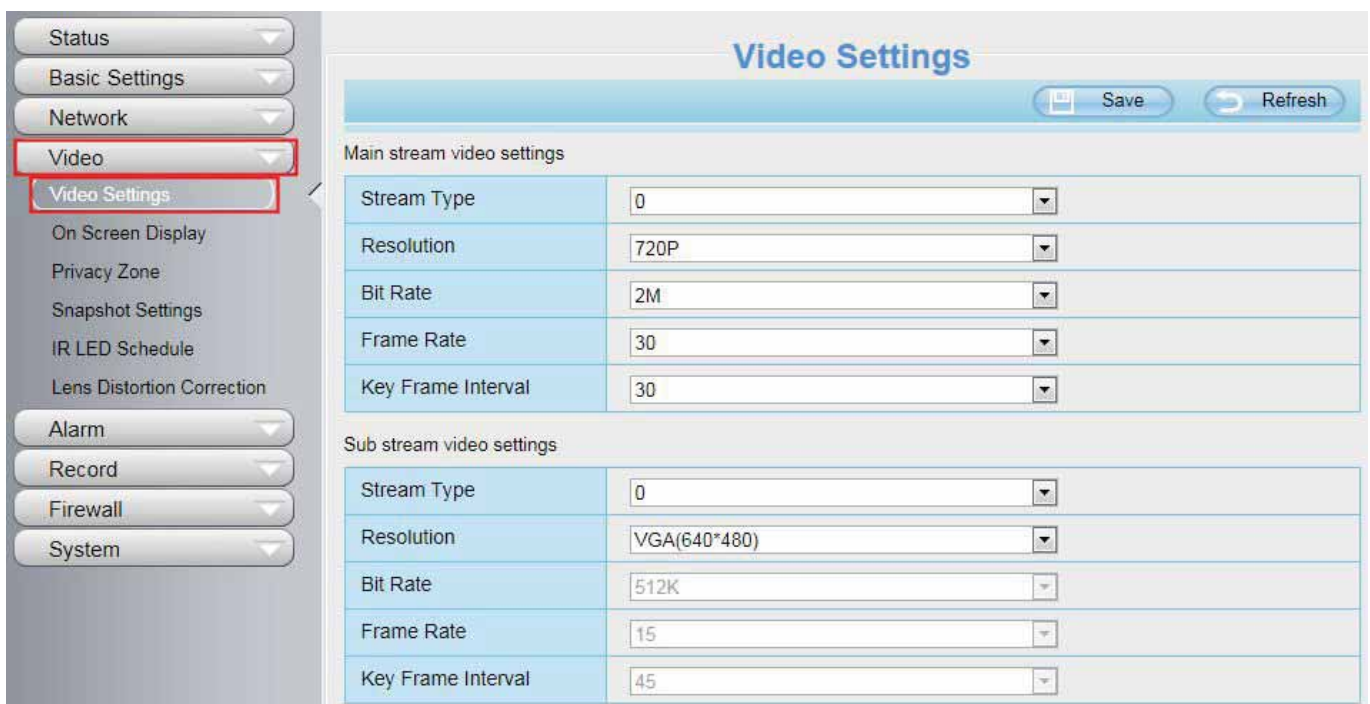 Status
Basic Settings
Network
Video
Video Settings
On Screen Display
Privacy Zone
Snapshot Settings
IR LED Schedule
Lens Distortion Correction
Alarm
Record
Firewall
System
Video Settings
Save Refresh
Main stream video settings
Stream Type 0
Resolution 720P
Bit Rate 2M
Frame Rate 30
Key Frame Interval 30
Sub stream video settings
Stream Type 0
Resolution VGA(640*480)
Bit Rate 512K
Frame Rate 15
Key Frame Interval 45